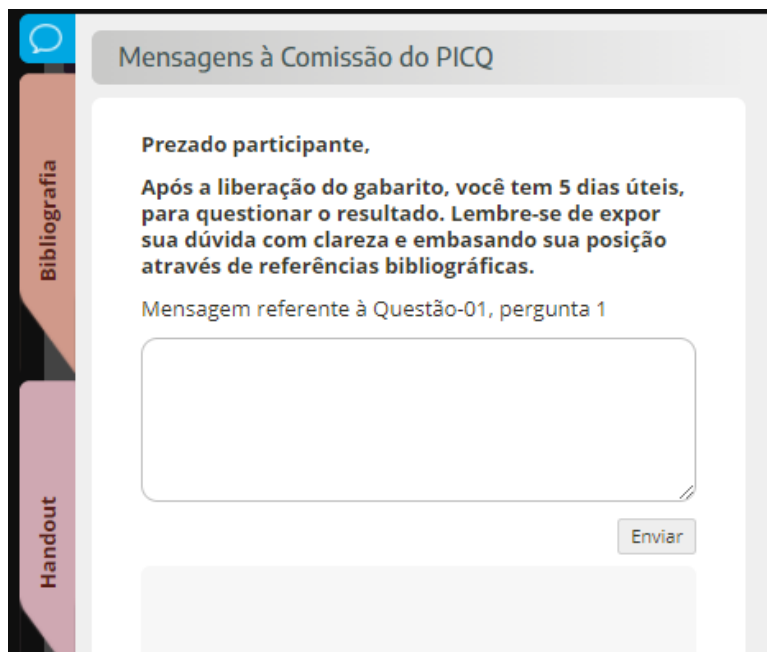 Mensagens à Comissão do PICQ
Bibliografia
Handout
Prezado participante,
Após a liberação do gabarito, você tem 5 dias úteis,
para questionar o resultado. Lembre-se de expor
sua dúvida com clareza e embasando sua posição
através de referências bibliográficas.
Mensagem referente à Questão-01, pergunta 1
Enviar